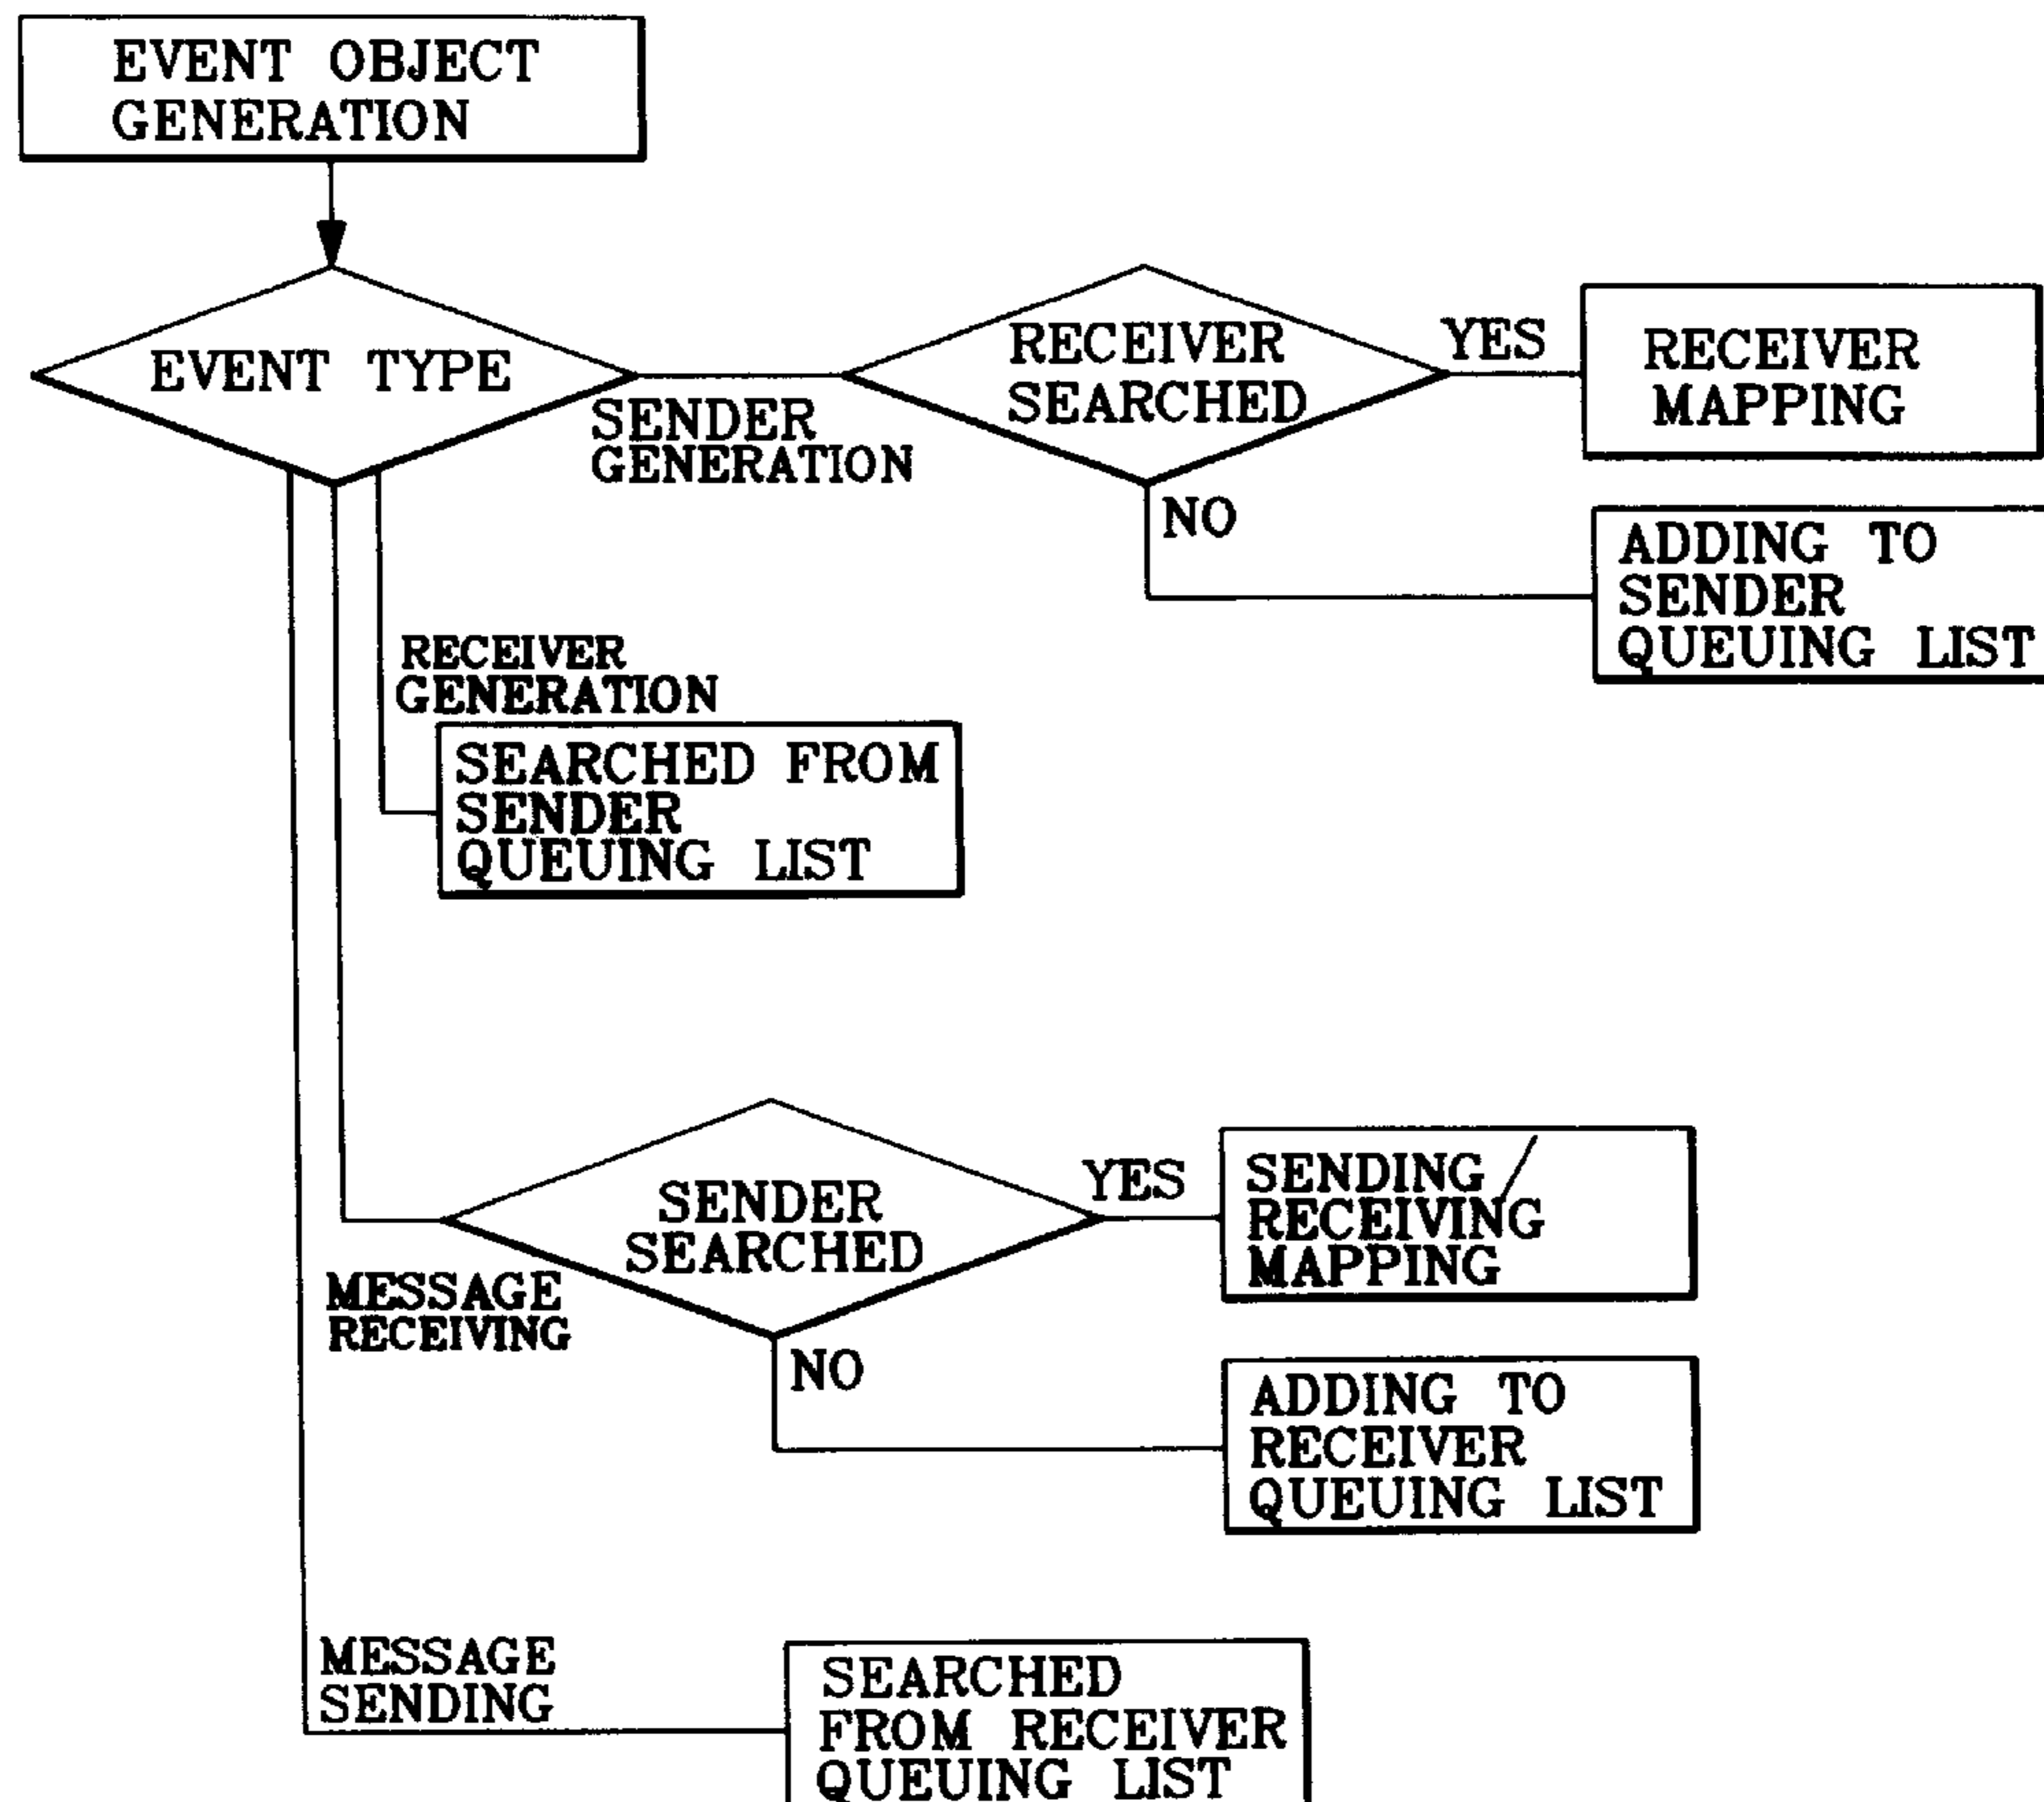 EVENT OBJECT
GENERATION
EVENT TYPE
SENDER
GENERATION
RECEIVER
SEARCHED
YES
RECEIVER
MAPPING
NO
ADDING TO
SENDER
QUEUING LIST
RECEIVER
GENERATION
SEARCHED FROM
SENDER
QUEUING LIST
SENDER
SEARCHED
YES
SENDING /
RECEIVING
MAPPING
MESSAGE
RECEIVING
NO
ADDING TO
RECEIVER
QUEUING LIST
MESSAGE
SENDING
SEARCHED
FROM RECEIVER
QUEUING LIST